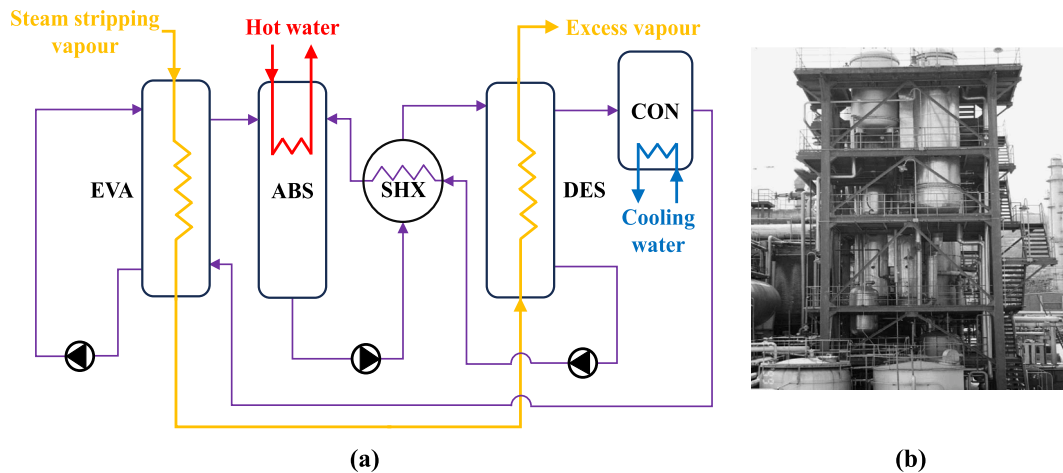 Steam stripping
vapour
Hot water
Excess vapour
CON
EVA
ABS
SHX
DES
Cooling
water
(a)
(b)